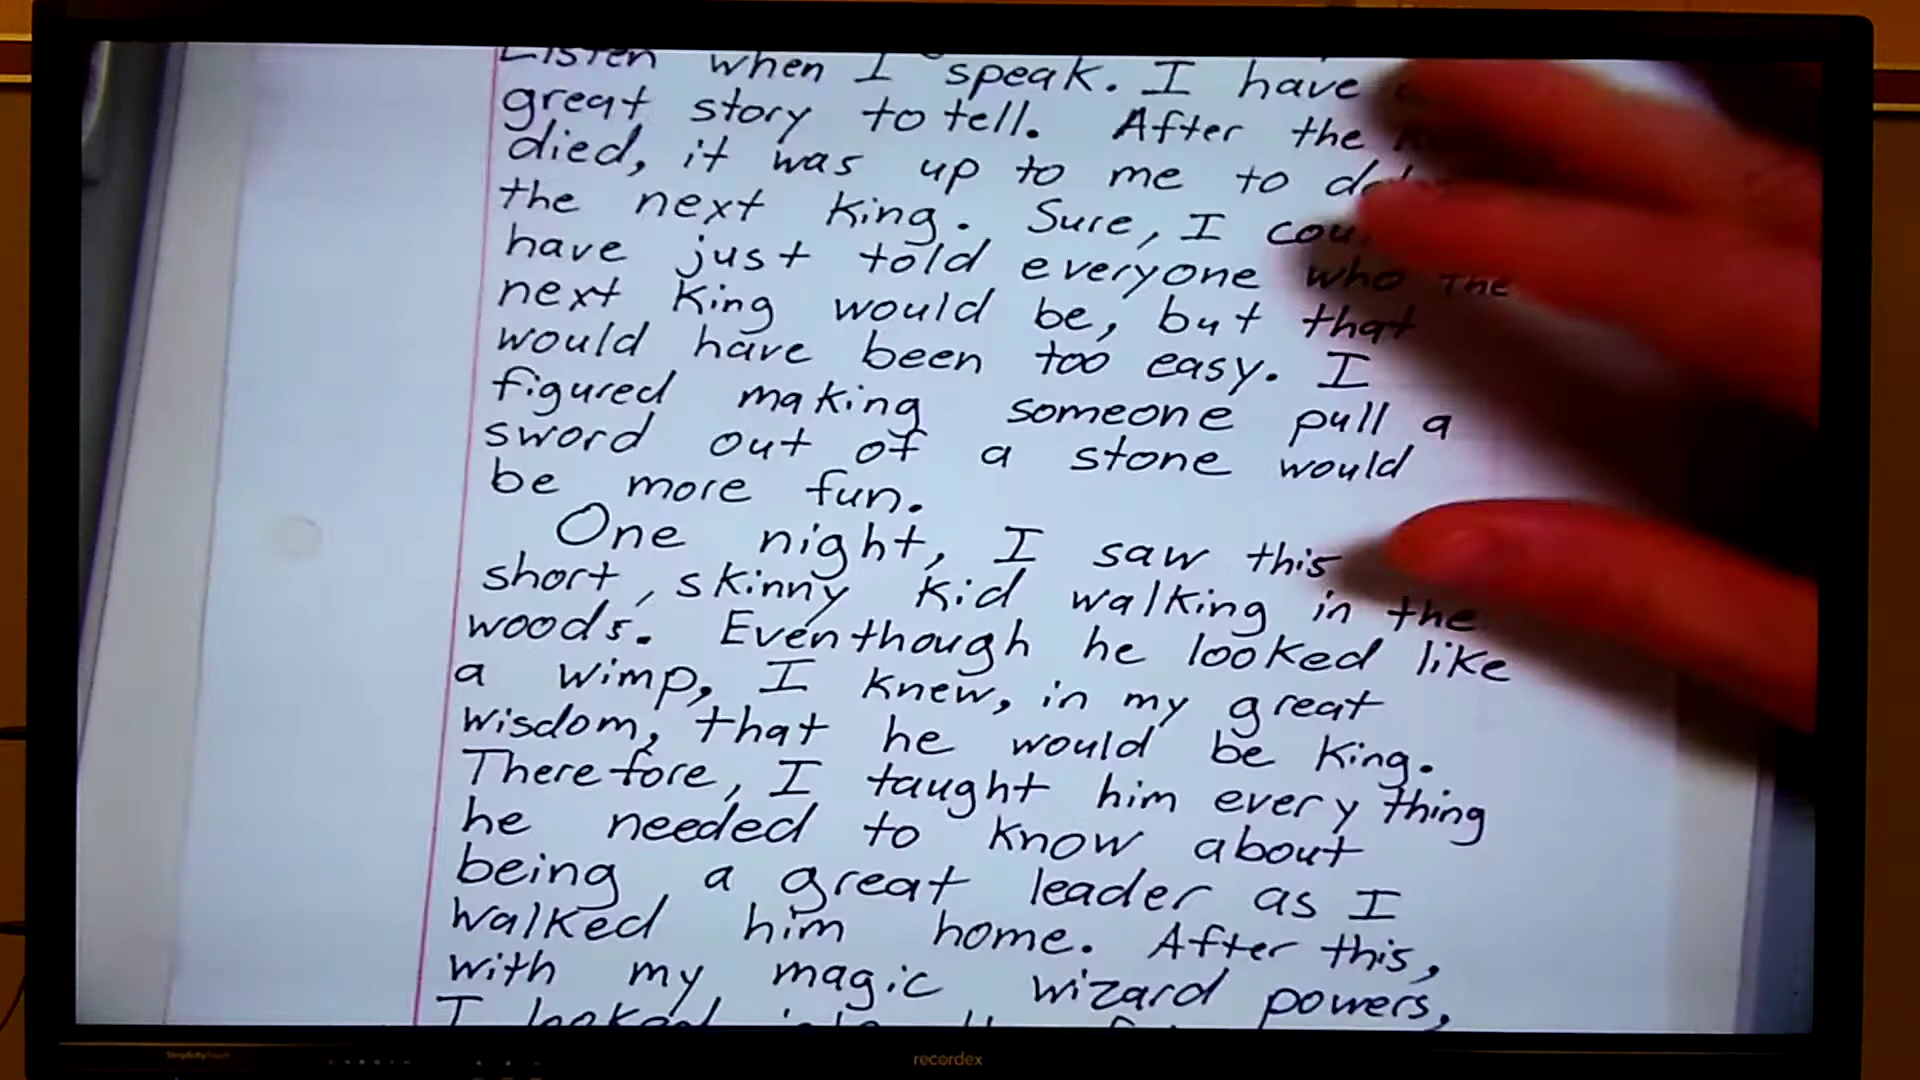 Listen when I speak. I have
great story to tell. After the
died, it was up to me to
the next king. Sure, I
have just told everyone who the
next king would be, but that
would have been too easy. I
figured making someone pull a
sword out of a stone would
be more fun.
One night, I saw this
short, skinny kid walking in the
woods. Eventhough he looked like
a wimp, I knew, in my great
wisdom, that he would be king.
Therefore, I taught him every thing
he needed to know about
being a great leader as I
walked him home. After this,
with my magic wizard powers,
I looked
SimplicityTouch
recordex